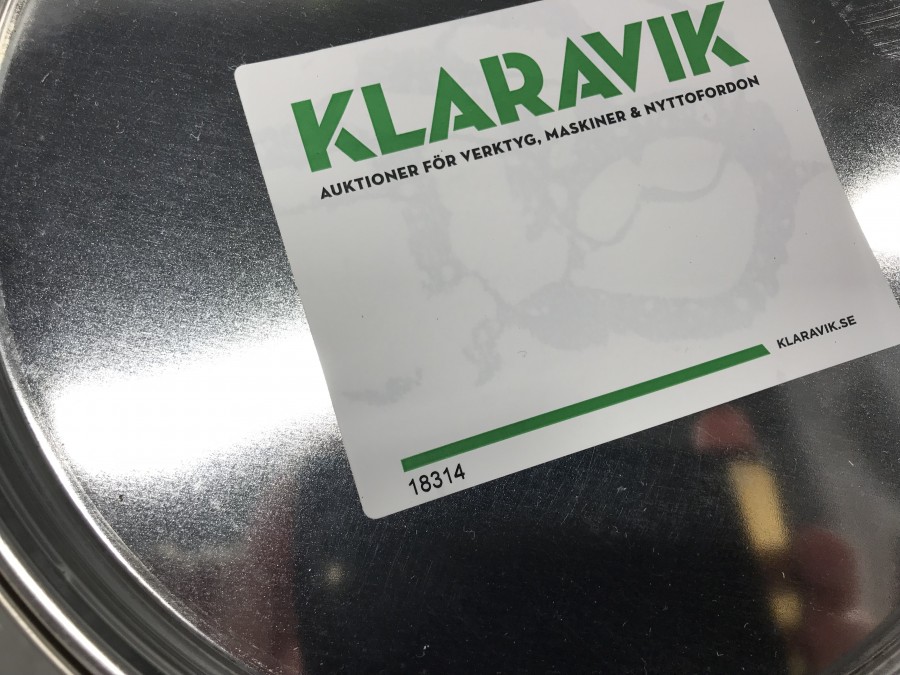 KLARAVIK
AUKTIONER FÖR VERKTYG, MASKINER & NYTTOFORDON
KLARAVIK.SE
18314